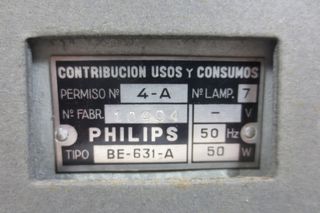 CONTRIBUCION USOS Y CONSUMOS
PERMISO Nº 4-A Nº LAMP. 7
Nº FABR. - V
PHILIPS 50 Hz
TIPO BE-631-A 50 W